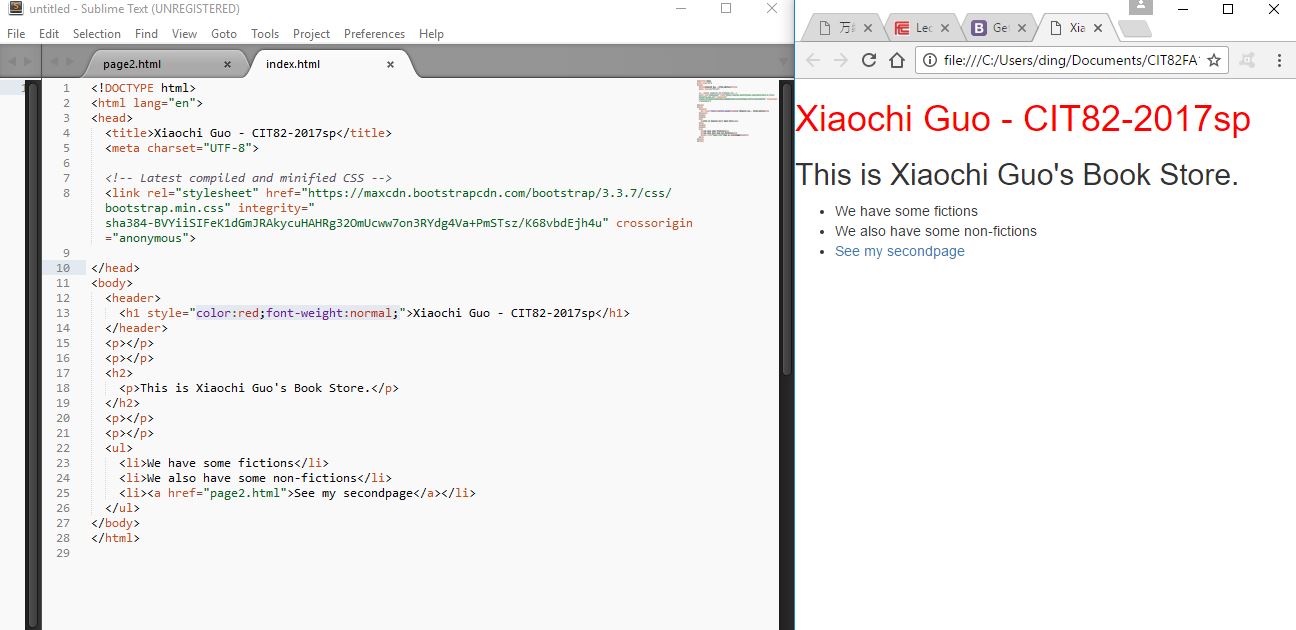 untitled - Sublime Text (UNREGISTERED)
File Edit Selection Find View Goto Tools Project Preferences Help
page2.html × index.html ×
1
1 <!DOCTYPE html>
2 <html lang="en">
3 <head>
4 <title>Xiaochi Guo - CIT82-2017sp</title>
5 <meta charset="UTF-8">
6
7 <!-- Latest compiled and minified CSS -->
8 <link rel="stylesheet" href="https://maxcdn.bootstrapcdn.com/bootstrap/3.3.7/css/
bootstrap.min.css" integrity="
sha384-BVYiiSIFeK1dGmJRAkycuHAHRg32OmUcww7on3RYdg4Va+PmSTsz/K68vbdEjh4u" crossorigin
="anonymous">
9
10 </head>
11 <body>
12 <header>
13 <h1 style="color:red;font-weight:normal;">Xiaochi Guo - CIT82-2017sp</h1>
14 </header>
15 <p></p>
16 <p></p>
17 <h2>
18 <p>This is Xiaochi Guo's Book Store.</p>
19 </h2>
20 <p></p>
21 <p></p>
22 <ul>
23 <li>We have some fictions</li>
24 <li>We also have some non-fictions</li>
25 <li><a href="page2.html">See my secondpage</a></li>
26 </ul>
27 </body>
28 </html>
29
万 Lec B Get Xia
file:///C:/Users/ding/Documents/CIT82FA1
Xiaochi Guo - CIT82-2017sp
This is Xiaochi Guo's Book Store.
• We have some fictions
• We also have some non-fictions
• See my secondpage